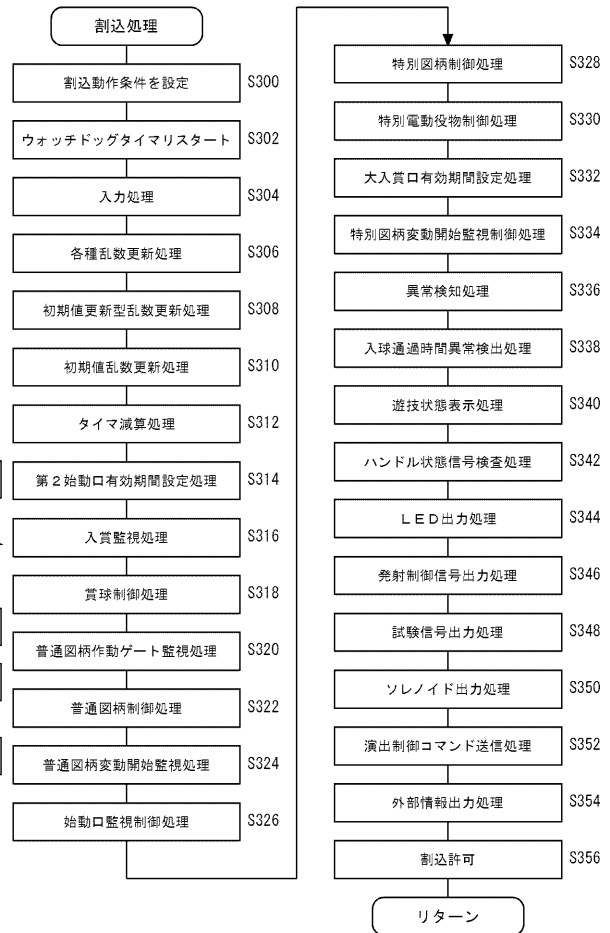 割込処理
割込動作条件を設定 S300
ウォッチドッグタイマリスタート S302
入力処理 S304
各種乱数更新処理 S306
初期値更新型乱数更新処理 S308
初期値乱数更新処理 S310
タイマ減算処理 S312
第2始動口有効期間設定処理 S314
入賞監視処理 S316
賞球制御処理 S318
普通図柄作動ゲート監視処理 S320
普通図柄制御処理 S322
普通図柄変動開始監視処理 S324
始動口監視制御処理 S326
特別図柄制御処理 S328
特別電動役物制御処理 S330
大入賞口有効期間設定処理 S332
特別図柄変動開始監視制御処理 S334
異常検知処理 S336
入球通過時間異常検出処理 S338
遊技状態表示処理 S340
ハンドル状態信号検査処理 S342
LED出力処理 S344
発射制御信号出力処理 S346
試験信号出力処理 S348
ソレノイド出力処理 S350
演出制御コマンド送信処理 S352
外部情報出力処理 S354
割込許可 S356
リターン